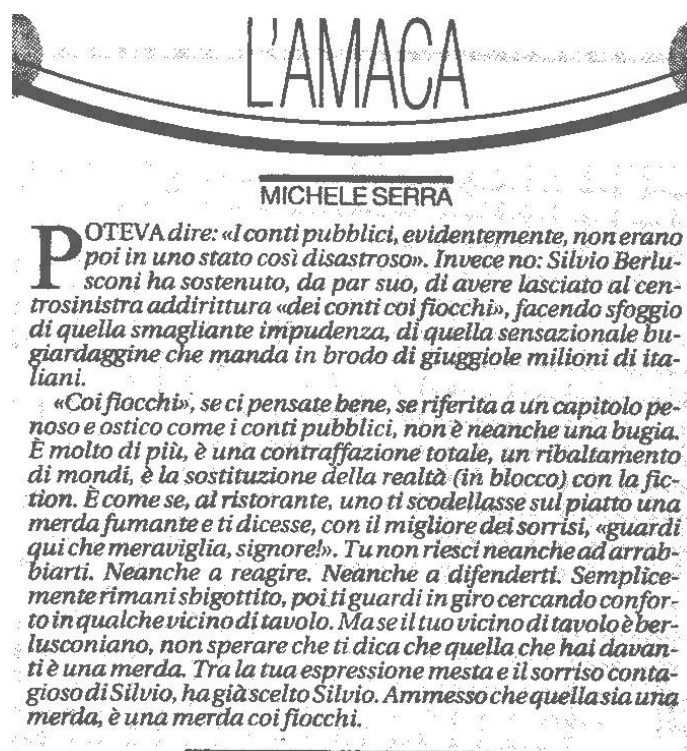 L'AMACA
MICHELE SERRA
POTEVA dire: «I conti pubblici, evidentemente, non erano
poi in uno stato così disastroso». Invece no: Silvio Berlu-
sconi ha sostenuto, da par suo, di avere lasciato al cen-
trosinistra addirittura «dei conti coi fiocchi», facendo sfoggio
di quella smagliante impudenza, di quella sensazionale bu-
giardaggine che manda in brodo di giuggiole milioni di ita-
liani.
«Coi fiocchi», se ci pensate bene, se riferita a un capitolo pe-
noso e ostico come i conti pubblici, non è neanche una bugia.
È molto di più, è una contraffazione totale, un ribaltamento
di mondi, è la sostituzione della realtà (in blocco) con la fic-
tion. È come se, al ristorante, uno ti scodellasse sul piatto una
merda fumante e ti dicesse, con il migliore dei sorrisi, «guardi
qui che meraviglia, signore!». Tu non riesci neanche ad arrab-
biarti. Neanche a reagire. Neanche a difenderti. Semplice-
mente rimani sbigottito, poi ti guardi in giro cercando confor-
to in qualche vicino di tavolo. Ma se il tuo vicino di tavolo è ber-
lusconiano, non sperare che ti dica che quella che hai davan-
ti è una merda. Tra la tua espressione mesta e il sorriso conta-
gioso di Silvio, ha già scelto Silvio. Ammesso che quella sia una
merda, è una merda coi fiocchi.